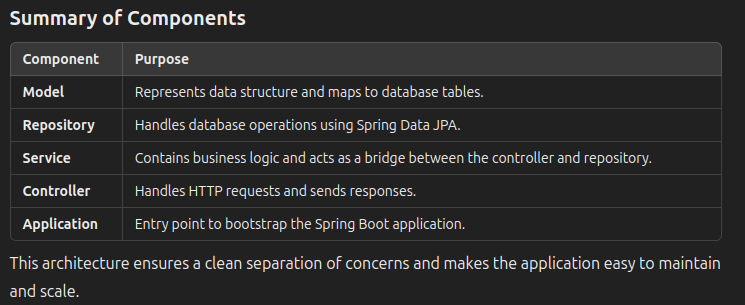 Summary of Components
Component Purpose
Model Represents data structure and maps to database tables.
Repository Handles database operations using Spring Data JPA.
Service Contains business logic and acts as a bridge between the controller and repository.
Controller Handles HTTP requests and sends responses.
Application Entry point to bootstrap the Spring Boot application.
This architecture ensures a clean separation of concerns and makes the application easy to maintain
and scale.